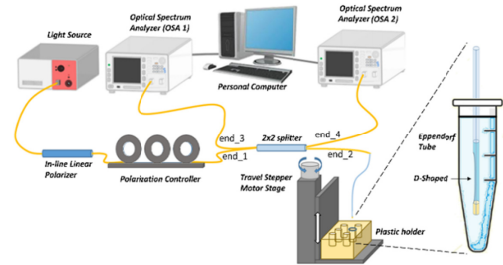 Light Source
Optical Spectrum
Analyzer (OSA 1)
Optical Spectrum
Analyzer (OSA 2)
Personal Computer
end_3
2x2 splitter
end_4
end_1
end_2
In-line Linear
Polarizer
Polarisation Controller
Travel Stepper
Motor Stage
Plastic holder
Eppendorf
Tube
D-Shaped